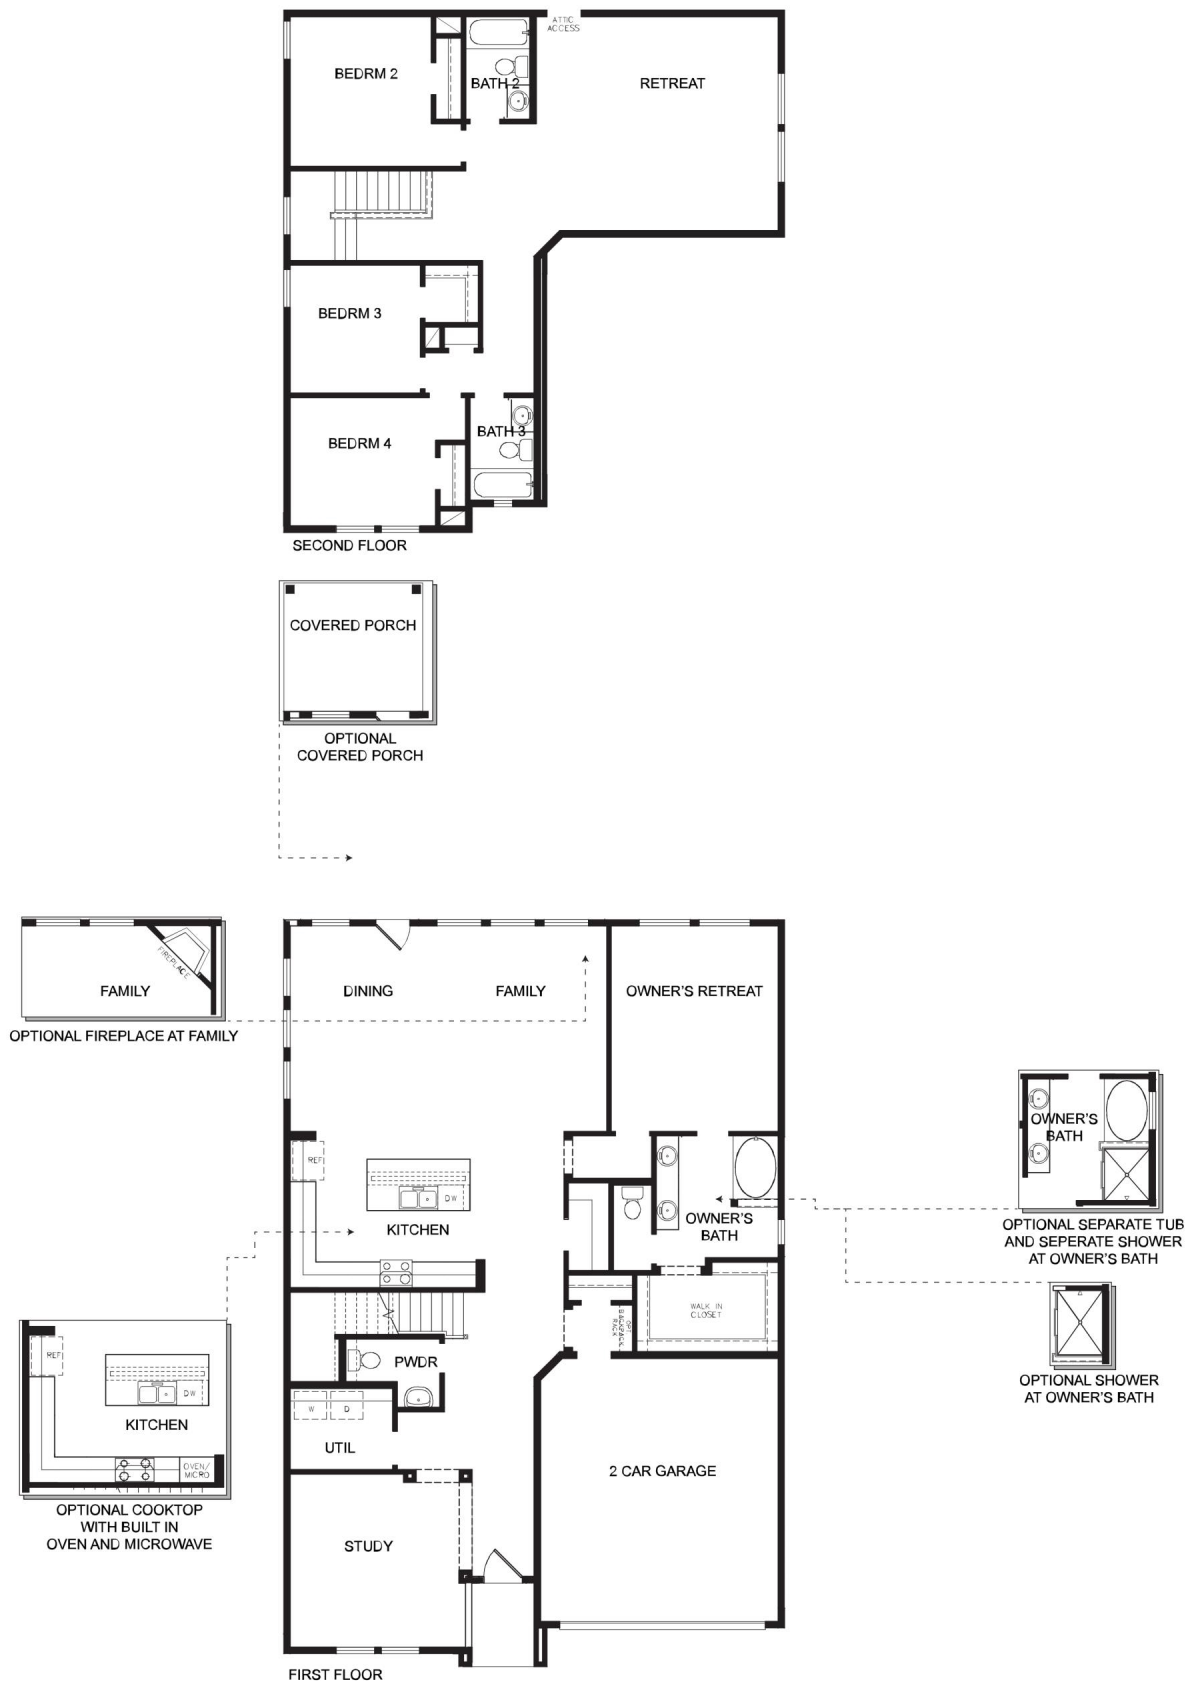 ATTIC
ACCESS
BEDRM 2
BATH 2
RETREAT
BEDRM 3
BATH 3
BEDRM 4
SECOND FLOOR
COVERED PORCH
OPTIONAL
COVERED PORCH
FIREPLACE
FAMILY
OPTIONAL FIREPLACE AT FAMILY
DINING
FAMILY
OWNER'S RETREAT
REF
DW
KITCHEN
OWNER'S
BATH
OWNER'S
BATH
OPTIONAL SEPARATE TUB
AND SEPERATE SHOWER
AT OWNER'S BATH
WALK IN
CLOSET
OPT
BACKPACK
RACK
OPTIONAL SHOWER
AT OWNER'S BATH
REF
DW
KITCHEN
OVEN/
MICRO
OPTIONAL COOKTOP
WITH BUILT IN
OVEN AND MICROWAVE
PWDR
W
D
UTIL
2 CAR GARAGE
STUDY
FIRST FLOOR